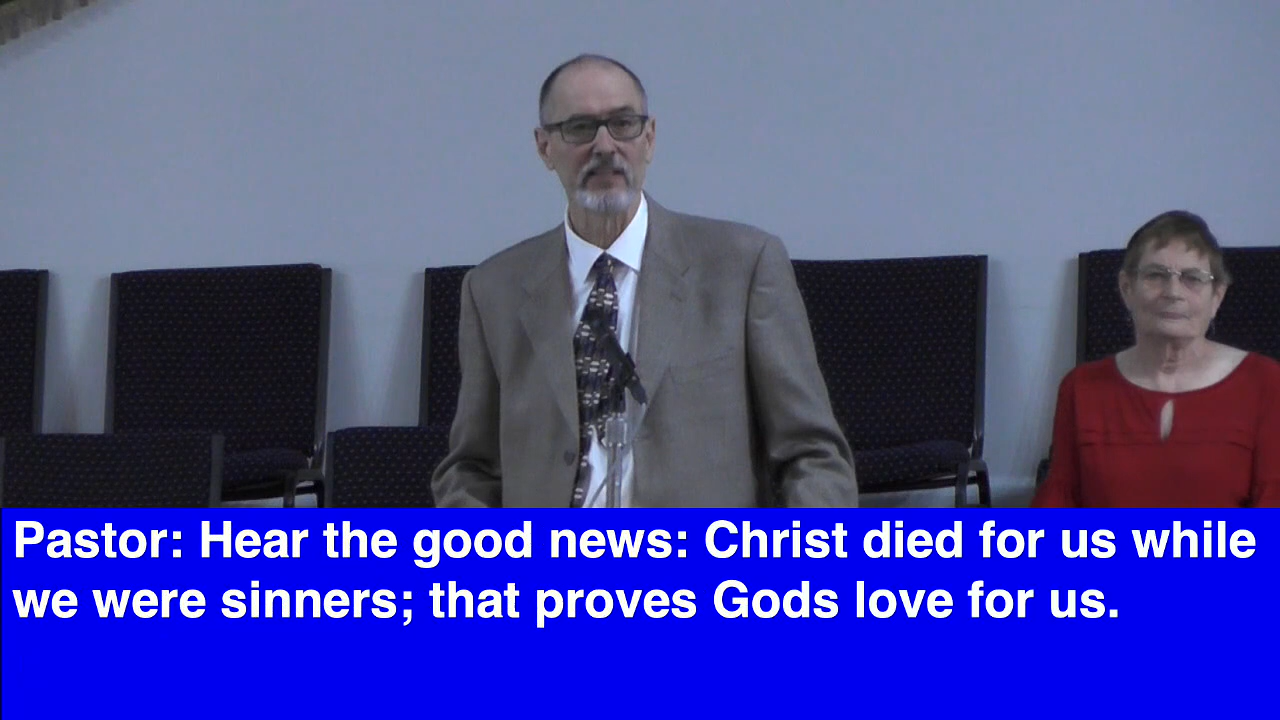 Pastor: Hear the good news: Christ died for us while
we were sinners; that proves Gods love for us.